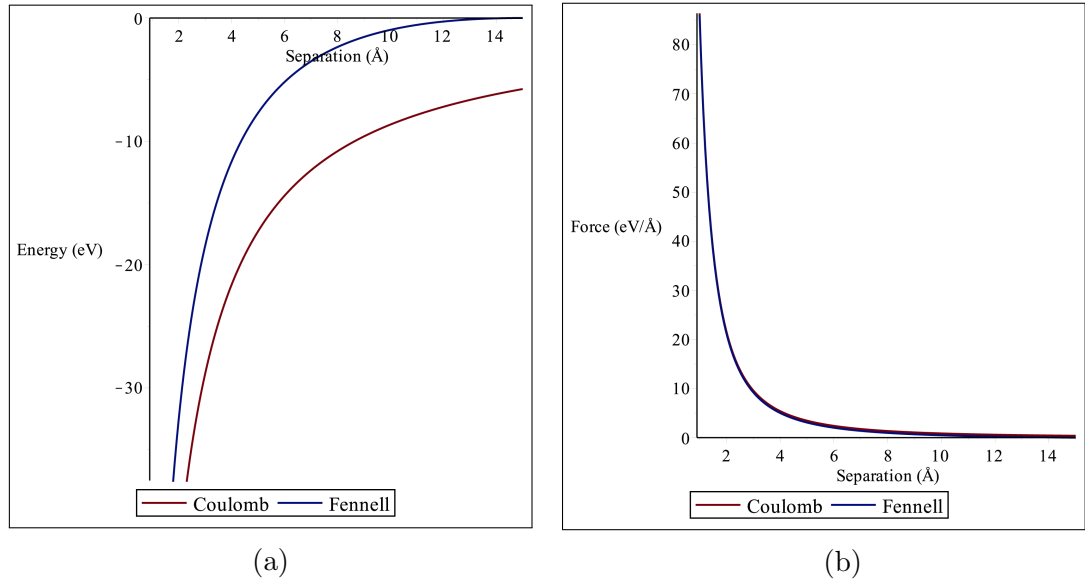 0
2 4 6 8 10 12 14
Separation (Å)
−10
Energy (eV)
−20
−30
Coulomb Fennell
(a)
80
70
60
50
Force (eV/Å)
40
30
20
10
0
2 4 6 8 10 12 14
Separation (Å)
Coulomb Fennell
(b)